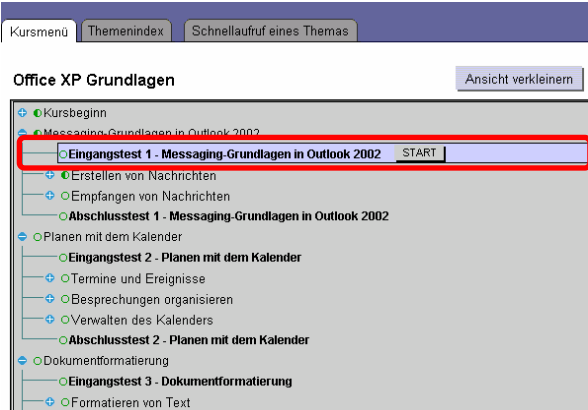 Kursmenü Themenindex Schnellaufruf eines Themas
Office XP Grundlagen Ansicht verkleinern
Kursbeginn
Messaging-Grundlagen in Outlook 2002
Eingangstest 1 - Messaging-Grundlagen in Outlook 2002 START
Erstellen von Nachrichten
Empfangen von Nachrichten
Abschlusstest 1 - Messaging-Grundlagen in Outlook 2002
Planen mit dem Kalender
Eingangstest 2 - Planen mit dem Kalender
Termine und Ereignisse
Besprechungen organisieren
Verwalten des Kalenders
Abschlusstest 2 - Planen mit dem Kalender
Dokumentformatierung
Eingangstest 3 - Dokumentformatierung
Formatieren von Text